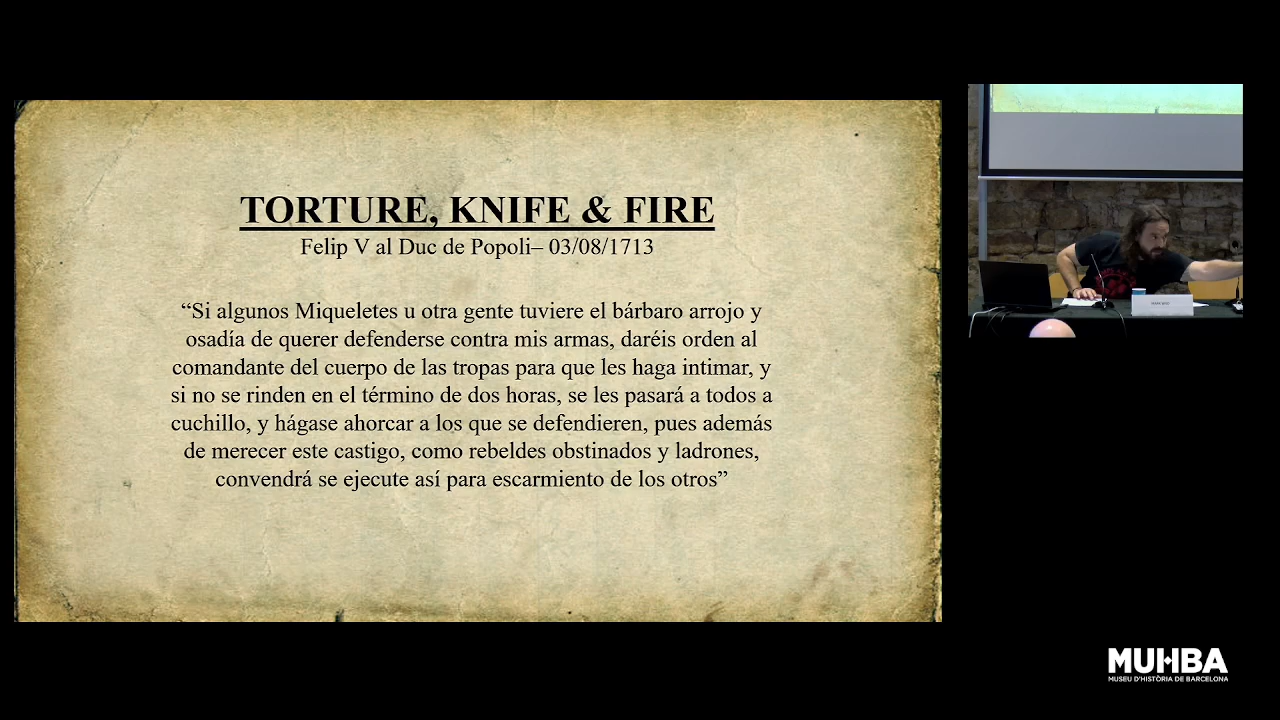 TORTURE, KNIFE & FIRE
Felip V al Duc de Popoli– 03/08/1713
“Si algunos Miqueletes u otra gente tuviere el bárbaro arrojo y
osadía de querer defenderse contra mis armas, daréis orden al
comandante del cuerpo de las tropas para que les haga intimar, y
si no se rinden en el término de dos horas, se les pasará a todos a
cuchillo, y hágase ahorcar a los que se defendieren, pues además
de merecer este castigo, como rebeldes obstinados y ladrones,
convendrá se ejecute así para escarmiento de los otros”
MUHBA
MUSEU D'HISTÒRIA DE BARCELONA